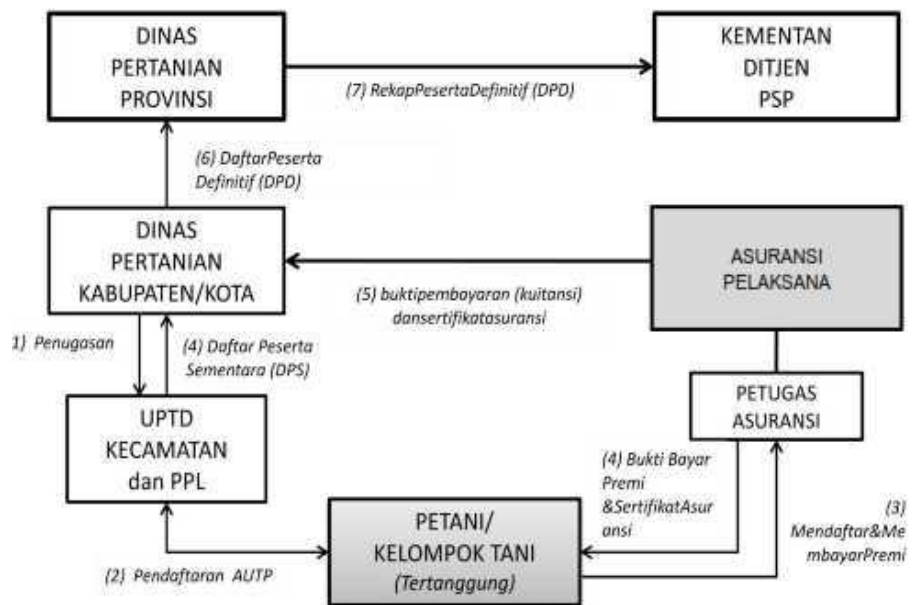 DINAS
PERTANIAN
PROVINSI
(7) RekapPesertaDefinitif (DPD)
KEMENTAN
DITJEN
PSP
(6) DaftarPeserta
Definitif (DPD)
DINAS
PERTANIAN
KABUPATEN/KOTA
(5) buktipembayaran (kuitansi)
dansertifikatasuransi
ASURANSI
PELAKSANA
1) Penugasan
(4) Daftar Peserta
Sementara (DPS)
PETUGAS
ASURANSI
UPTD
KECAMATAN
dan PPL
(4) Bukti Bayar
Premi
&SertifikatAsur
ansi
(3)
Mendaftar&Me
mbayarPremi
PETANI/
KELOMPOK TANI
(Tertanggung)
(2) Pendaftaran AUTP